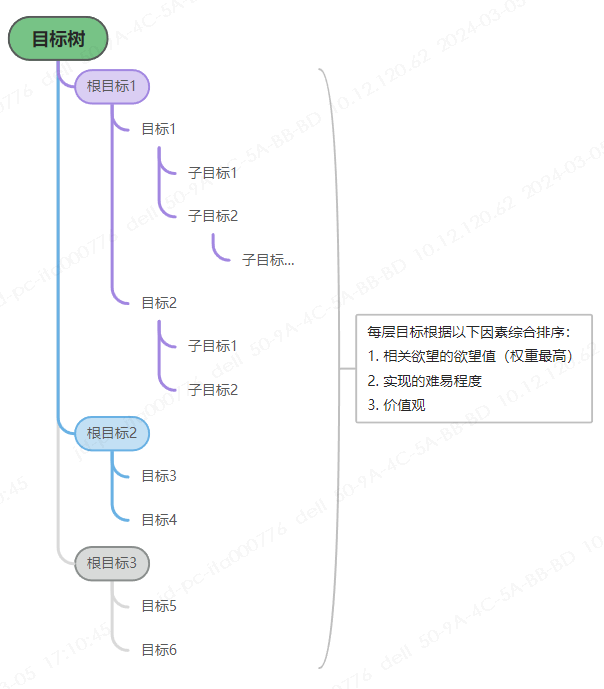 目标树
根目标1
目标1
子目标1
子目标2
子目标...
目标2
子目标1
子目标2
根目标2
目标3
目标4
根目标3
目标5
目标6
每层目标根据以下因素综合排序：
1. 相关欲望的欲望值（权重最高）
2. 实现的难易程度
3. 价值观